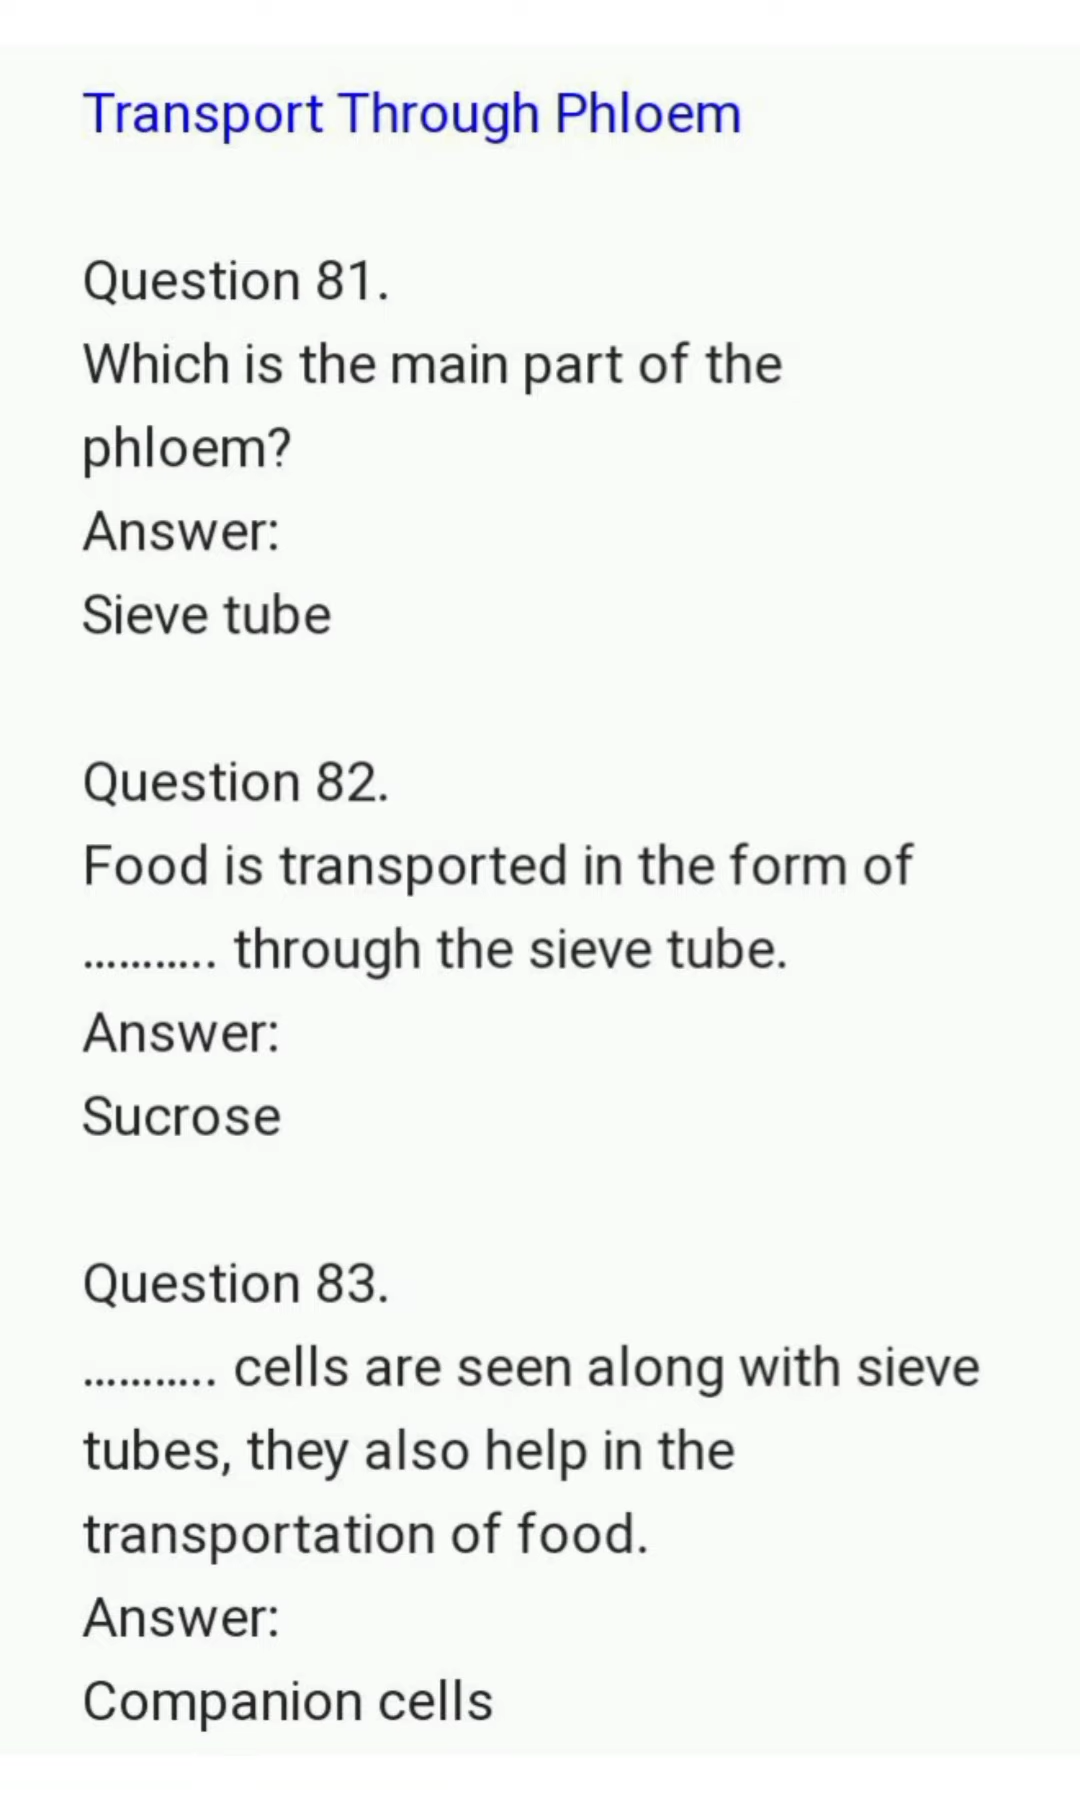 Transport Through Phloem
Question 81.
Which is the main part of the
phloem?
Answer:
Sieve tube
Question 82.
Food is transported in the form of
……….. through the sieve tube.
Answer:
Sucrose
Question 83.
……….. cells are seen along with sieve
tubes, they also help in the
transportation of food.
Answer:
Companion cells